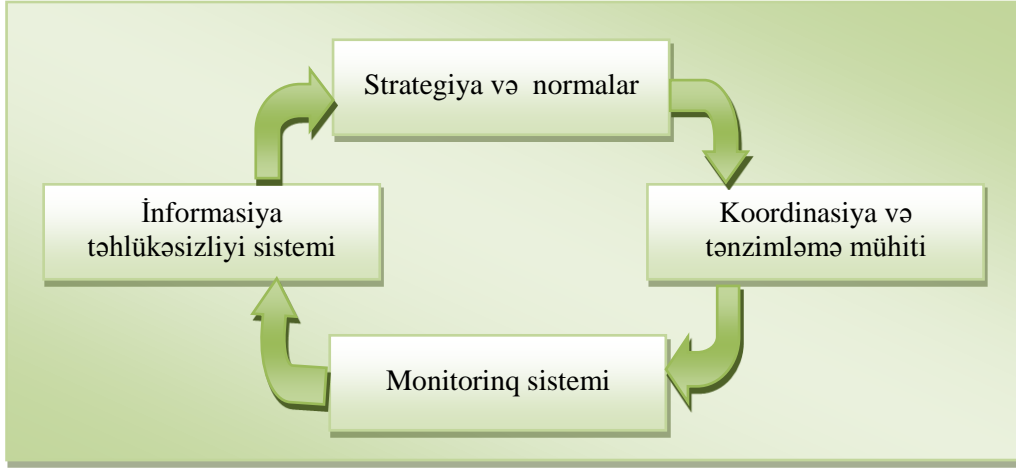 Strategiya və normalar
İnformasiya
təhlükəsizliyi sistemi
Koordinasiya və
tənzimləmə mühiti
Monitorinq sistemi